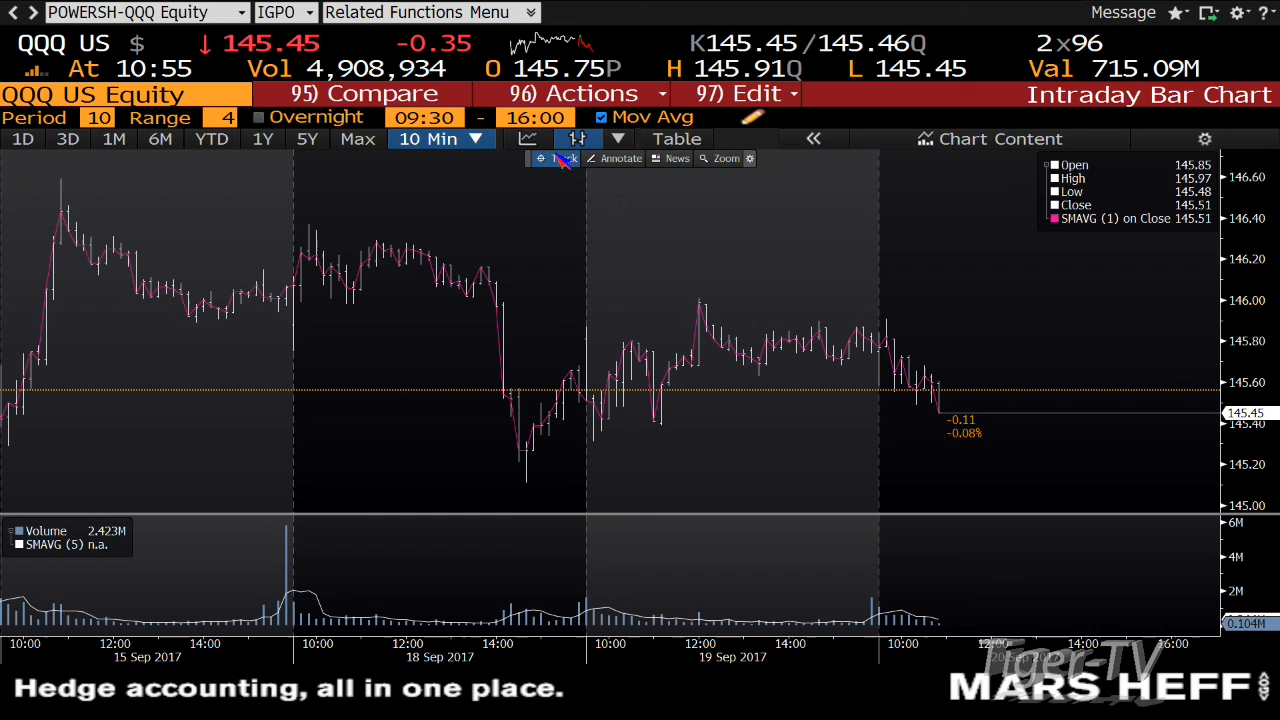 POWERSH-QQQ Equity IGPO Related Functions Menu Message ?
QQQ US $ ↓ 145.45 -0.35 K145.45/145.46Q 2x96
At 10:55 Vol 4,908,934 O 145.75P H 145.91Q L 145.45 Val 715.09M
QQQ US Equity 95) Compare 96) Actions 97) Edit Intraday Bar Chart
Period 10 Range 4 Overnight 09:30 - 16:00 Mov Avg
1D 3D 1M 6M YTD 1Y 5Y Max 10 Min ▼ ▼ Table « Chart Content
Annotate News Zoom
Open 145.85
High 145.97
Low 145.48
Close 145.51
SMAVG (1) on Close 145.51
146.60
146.40
146.20
146.00
145.80
145.60
145.45
145.40
145.20
145.00
-0.11
-0.08%
Volume 2.423M
SMAVG (5) n.a.
6M
4M
2M
0.104M
10:00 12:00 14:00 10:00 12:00 14:00 10:00 12:00 14:00 10:00 12:00 14:00 16:00
15 Sep 2017 18 Sep 2017 19 Sep 2017 20 Sep 2017
Tiger-TV
Hedge accounting, all in one place. MARS HEFF